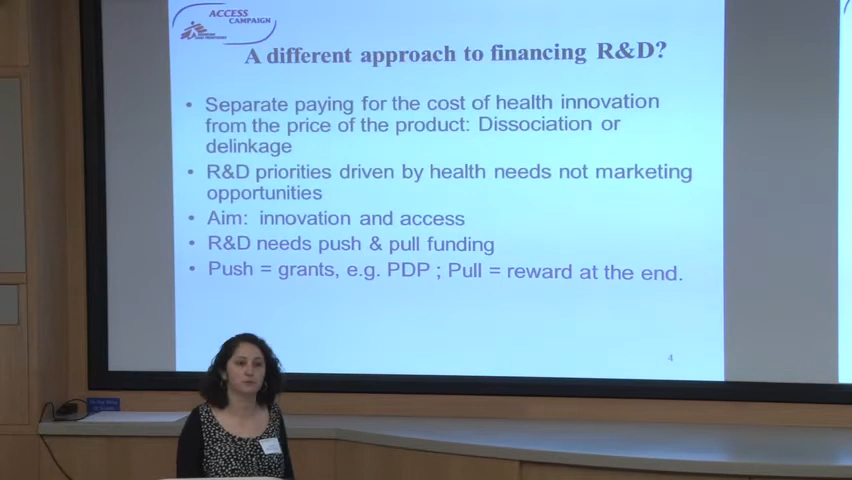 ACCESS
CAMPAIGN
A different approach to financing R&D?
• Separate paying for the cost of health innovation
from the price of the product: Dissociation or
delinkage
• R&D priorities driven by health needs not marketing
opportunities
• Aim: innovation and access
• R&D needs push & pull funding
• Push = grants, e.g. PDP ; Pull = reward at the end.
4